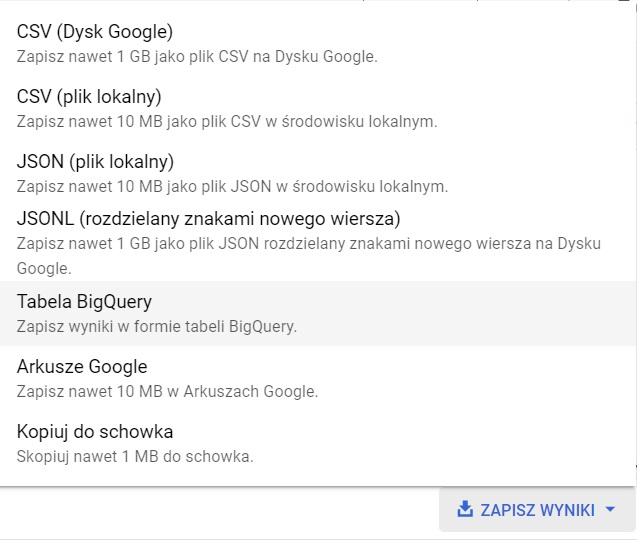 CSV (Dysk Google)
Zapisz nawet 1 GB jako plik CSV na Dysku Google.
CSV (plik lokalny)
Zapisz nawet 10 MB jako plik CSV w środowisku lokalnym.
JSON (plik lokalny)
Zapisz nawet 10 MB jako plik JSON w środowisku lokalnym.
JSONL (rozdzielany znakami nowego wiersza)
Zapisz nawet 1 GB jako plik JSON rozdzielany znakami nowego wiersza na Dysku
Google.
Tabela BigQuery
Zapisz wyniki w formie tabeli BigQuery.
Arkusze Google
Zapisz nawet 10 MB w Arkuszach Google.
Kopiuj do schowka
Skopiuj nawet 1 MB do schowka.
ZAPISZ WYNIKI